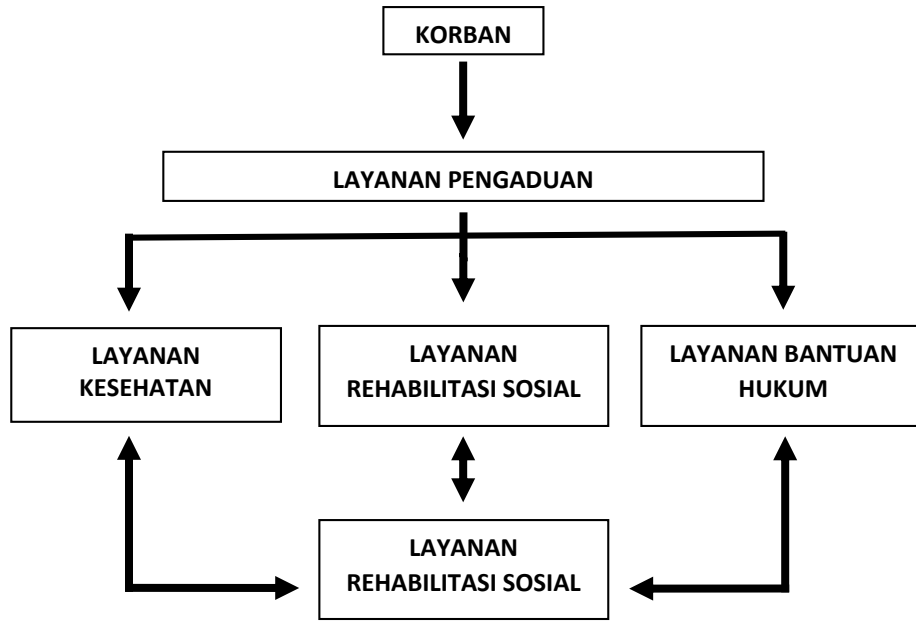 KORBAN
LAYANAN PENGADUAN
LAYANAN
KESEHATAN
LAYANAN
REHABILITASI SOSIAL
LAYANAN BANTUAN
HUKUM
LAYANAN
REHABILITASI SOSIAL